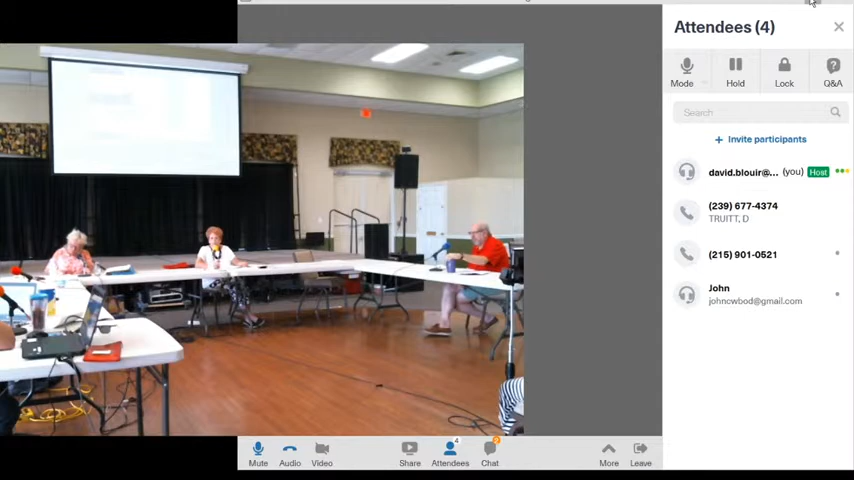 Attendees (4)
Mode
Hold
Lock
Q&A
Search
+ Invite participants
david.blouir@... (you) Host
(239) 677-4374
TRUITT, D
(215) 901-0521
John
johncwbod@gmail.com
Mute
Audio
Video
Share
4
Attendees
Chat
More
Leave